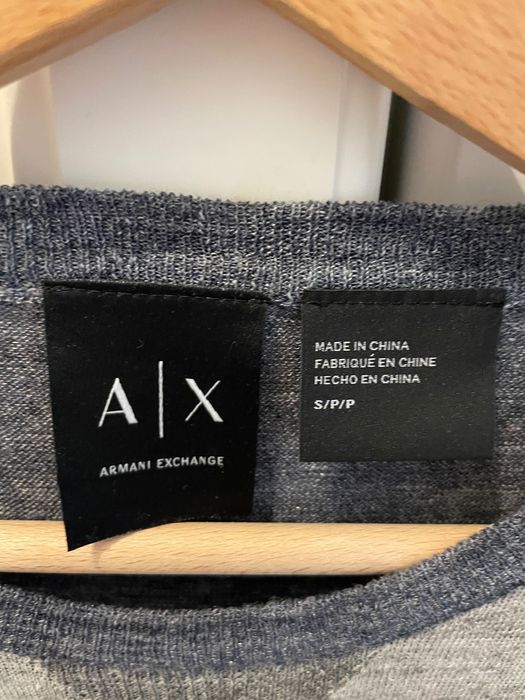 A|X
ARMANI EXCHANGE
MADE IN CHINA
FABRIQUÉ EN CHINE
HECHO EN CHINA
S/P/P